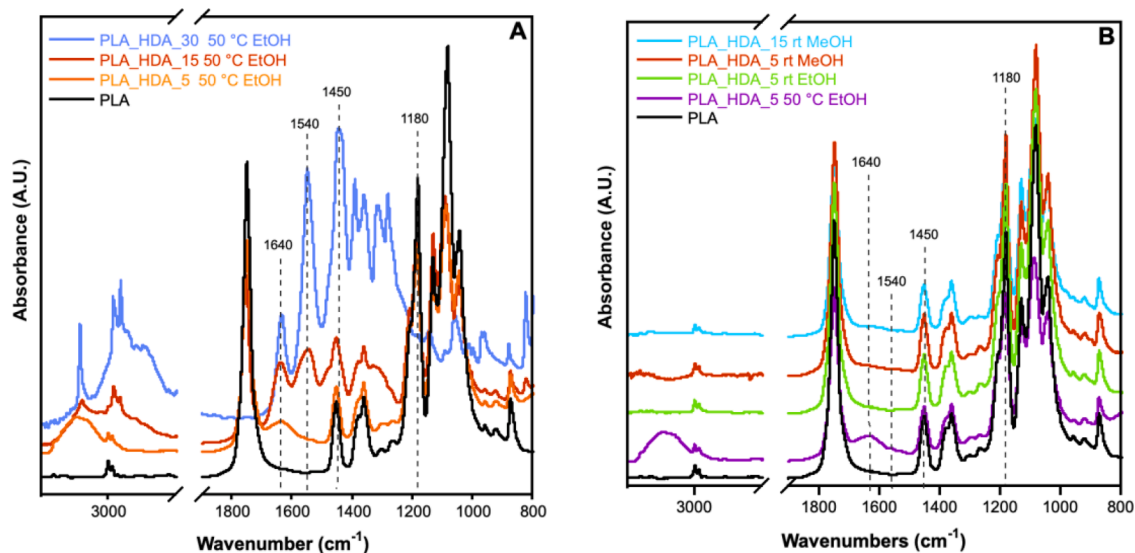 A
PLA_HDA_30 50 °C EtOH
PLA_HDA_15 50 °C EtOH
PLA_HDA_5 50 °C EtOH
PLA
1640
1540
1450
1180
Absorbance (A.U.)
3000
1800
1600
1400
1200
1000
800
Wavenumber (cm-1)
B
PLA_HDA_15 rt MeOH
PLA_HDA_5 rt MeOH
PLA_HDA_5 rt EtOH
PLA_HDA_5 50 °C EtOH
PLA
1640
1540
1450
1180
Absorbance (A.U.)
3000
1800
1600
1400
1200
1000
800
Wavenumbers (cm-1)